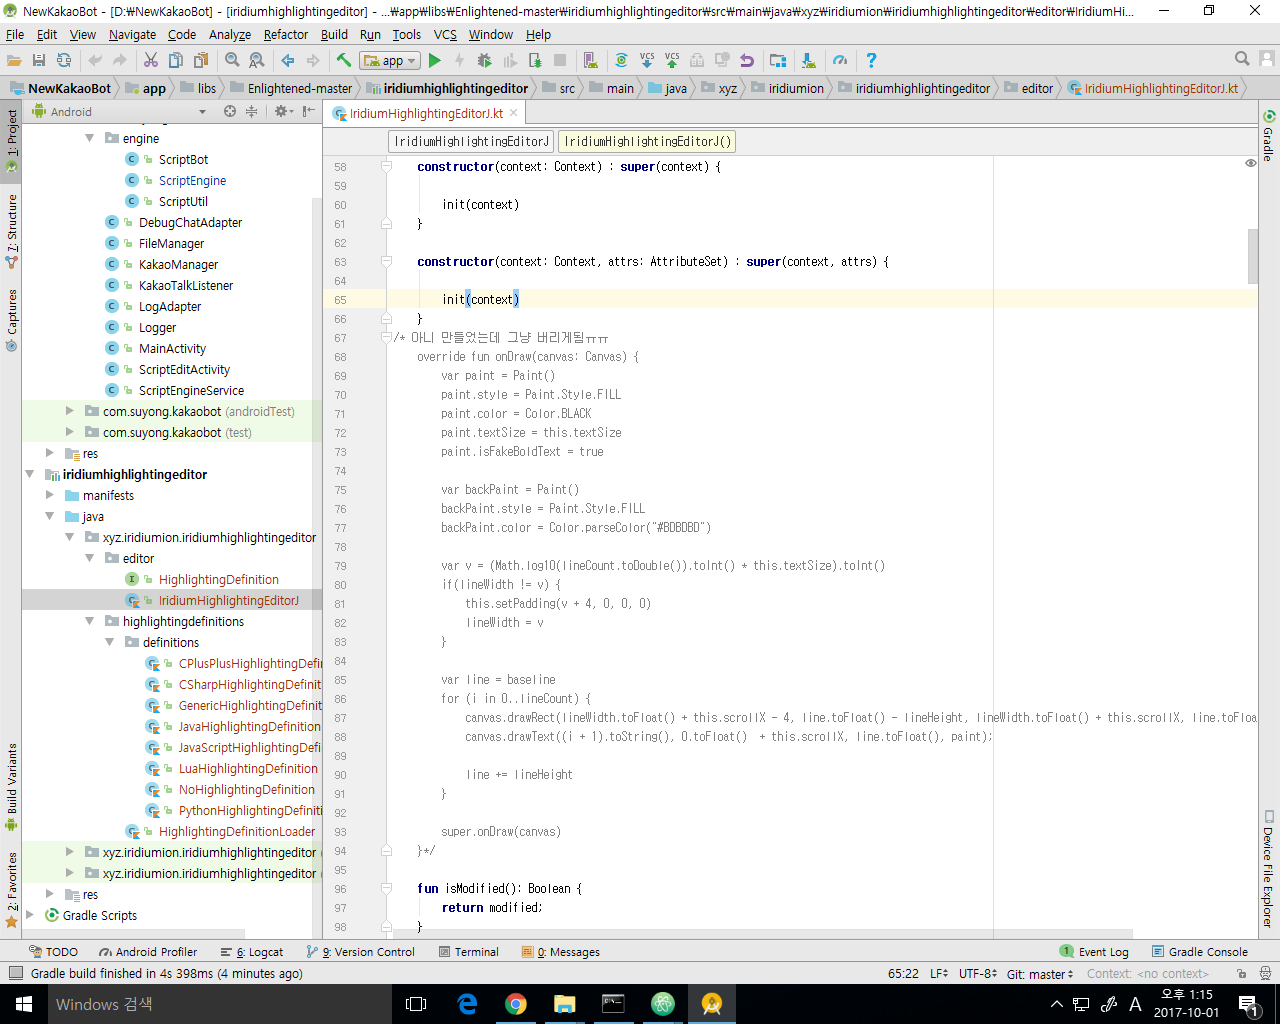 NewKakaoBot - [D:₩NewKakaoBot] - [iridiumhighlightingeditor] - ...₩app₩libs₩Enlightened-master₩iridiumhighlightingeditor₩src₩main₩java₩xyz₩iridiumion₩iridiumhighlightingeditor₩editor₩IridiumHi...
File Edit View Navigate Code Analyze Refactor Build Run Tools VCS Window Help
app VCS VCS
NewKakaoBot app libs Enlightened-master iridiumhighlightingeditor src main java xyz iridiumion iridiumhighlightingeditor editor IridiumHighlightingEditorJ.kt
Android
IridiumHighlightingEditorJ.kt
IridiumHighlightingEditorJ IridiumHighlightingEditorJ()
1: Project
7: Structure
Captures
Build Variants
2: Favorites
engine
ScriptBot
ScriptEngine
ScriptUtil
DebugChatAdapter
FileManager
KakaoManager
KakaoTalkListener
LogAdapter
Logger
MainActivity
ScriptEditActivity
ScriptEngineService
com.suyong.kakaobot (androidTest)
com.suyong.kakaobot (test)
res
iridiumhighlightingeditor
manifests
java
xyz.iridiumion.iridiumhighlightingeditor
editor
HighlightingDefinition
IridiumHighlightingEditorJ
highlightingdefinitions
definitions
CPlusPlusHighlightingDefi
CSharpHighlightingDefinit
GenericHighlightingDefinit
JavaHighlightingDefinition
JavaScriptHighlightingDefi
LuaHighlightingDefinition
NoHighlightingDefinition
PythonHighlightingDefiniti
HighlightingDefinitionLoader
xyz.iridiumion.iridiumhighlightingeditor (
xyz.iridiumion.iridiumhighlightingeditor (
res
Gradle Scripts
58 constructor(context: Context) : super(context) {
59
60 init(context)
61 }
62
63 constructor(context: Context, attrs: AttributeSet) : super(context, attrs) {
64
65 init(context)
66 }
67 /* 아니 만들었는데 그냥 버리게됨ㅠㅠ
68 override fun onDraw(canvas: Canvas) {
69 var paint = Paint()
70 paint.style = Paint.Style.FILL
71 paint.color = Color.BLACK
72 paint.textSize = this.textSize
73 paint.isFakeBoldText = true
74
75 var backPaint = Paint()
76 backPaint.style = Paint.Style.FILL
77 backPaint.color = Color.parseColor("#BDBDBD")
78
79 var v = (Math.log10(lineCount.toDouble()).toInt() * this.textSize).toInt()
80 if(lineWidth != v) {
81 this.setPadding(v + 4, 0, 0, 0)
82 lineWidth = v
83 }
84
85 var line = baseline
86 for (i in 0..lineCount) {
87 canvas.drawRect(lineWidth.toFloat() + this.scrollX - 4, line.toFloat() - lineHeight, lineWidth.toFloat() + this.scrollX, line.toFloa
88 canvas.drawText((i + 1).toString(), 0.toFloat() + this.scrollX, line.toFloat(), paint);
89
90 line += lineHeight
91 }
92
93 super.onDraw(canvas)
94 }*/
95
96 fun isModified(): Boolean {
97 return modified;
98 }
Gradle
Device File Explorer
TODO Android Profiler 6: Logcat 9: Version Control Terminal 0: Messages 1 Event Log Gradle Console
Gradle build finished in 4s 398ms (4 minutes ago) 65:22 LF UTF-8 Git: master Context: <no context>
Windows 검색
A 오후 1:15
2017-10-01
1